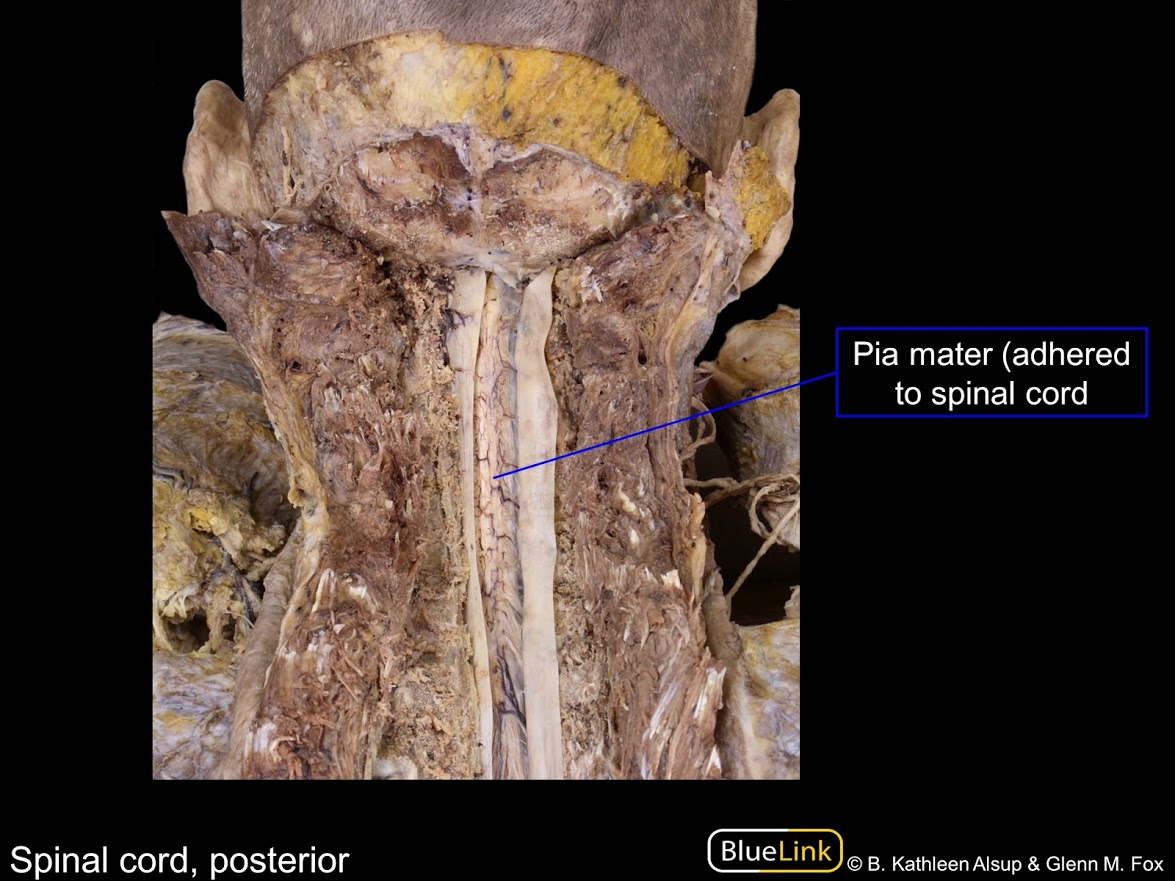 Pia mater (adhered
to spinal cord
Spinal cord, posterior
BlueLink
© B. Kathleen Alsup & Glenn M. Fox